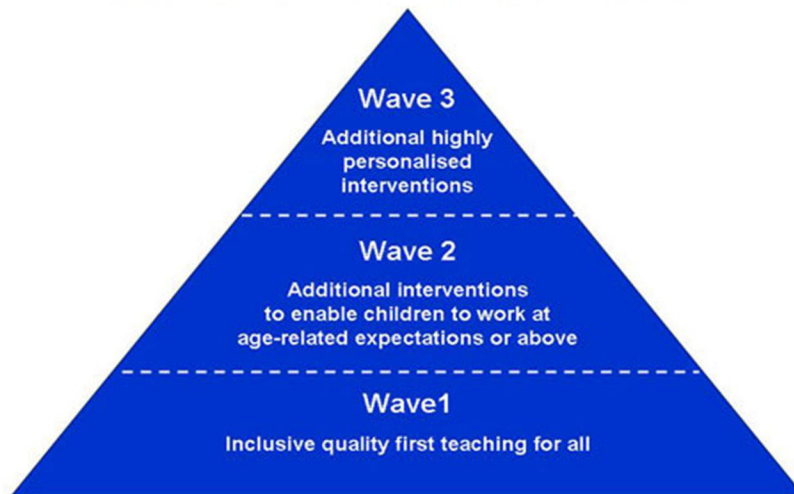 Wave 3
Additional highly
personalised
interventions
Wave 2
Additional interventions
to enable children to work at
age-related expectations or above
Wave1
Inclusive quality first teaching for all